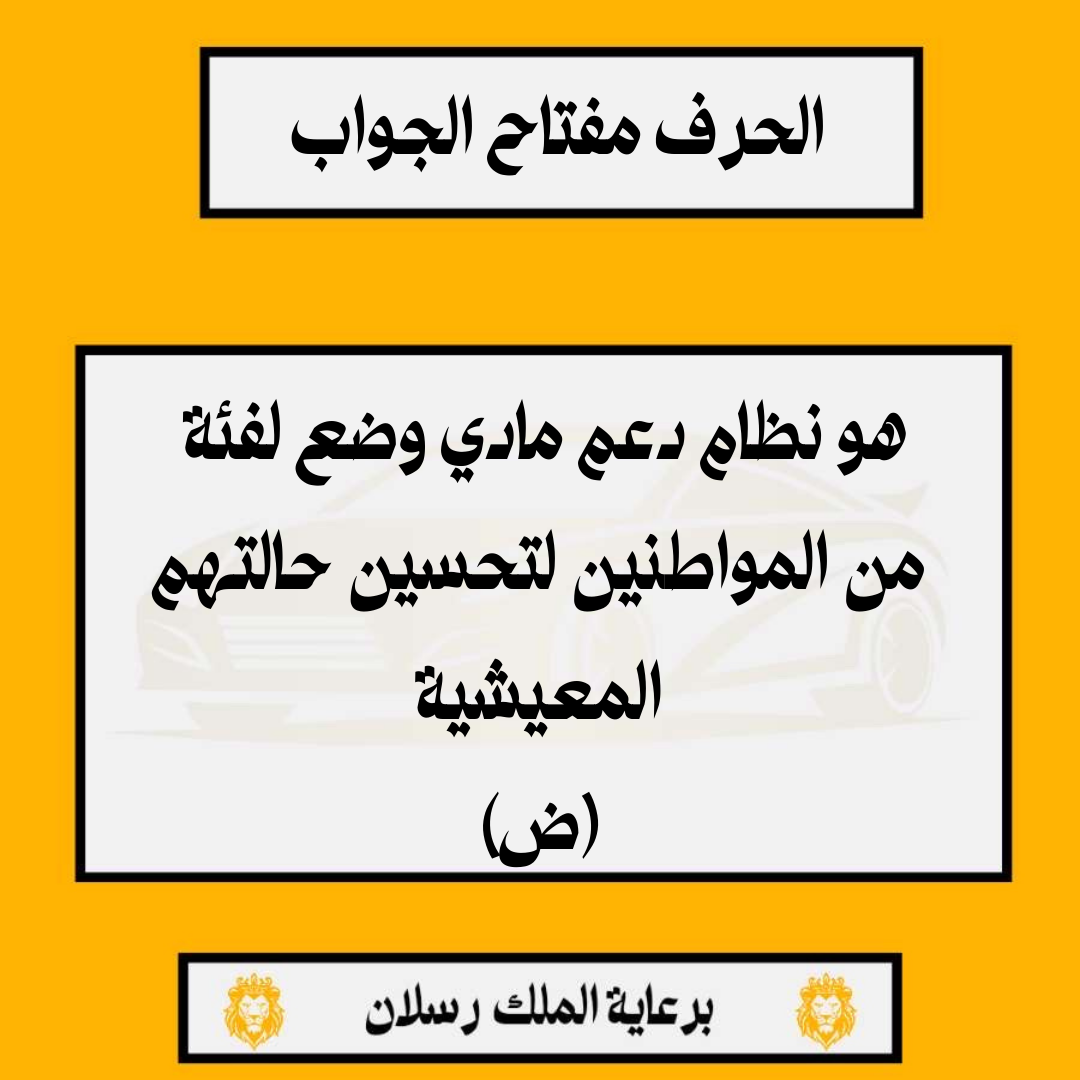 الحرف مفتاح الجواب
هو نظام دعم مادي وضع لفئة
من المواطنين لتحسين حالتهم
المعيشية
(ض)
برعاية الملك رسلان